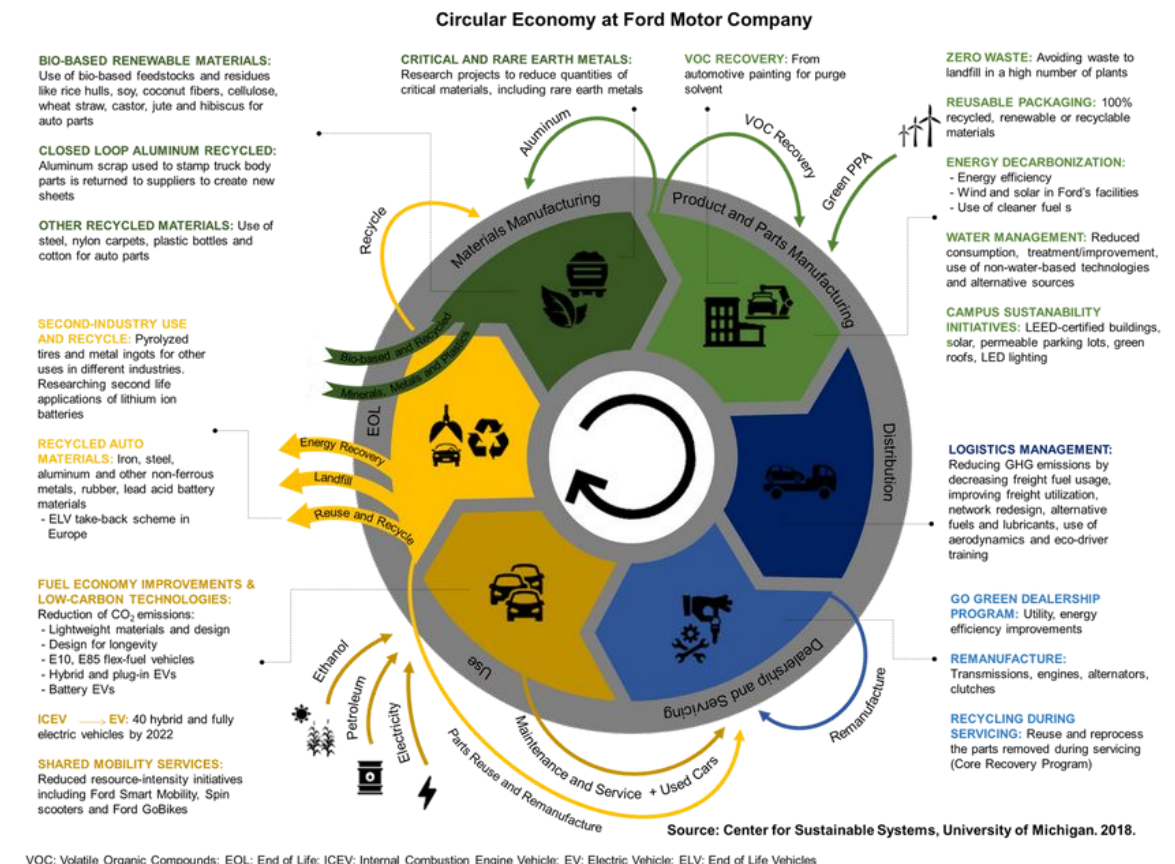 Circular Economy at Ford Motor Company
BIO-BASED RENEWABLE MATERIALS:
Use of bio-based feedstocks and residues
like rice hulls, soy, coconut fibers, cellulose,
wheat straw, castor, jute and hibiscus for
auto parts
CLOSED LOOP ALUMINUM RECYCLED:
Aluminum scrap used to stamp truck body
parts is returned to suppliers to create new
sheets
OTHER RECYCLED MATERIALS: Use of
steel, nylon carpets, plastic bottles and
cotton for auto parts
SECOND-INDUSTRY USE
AND RECYCLE: Pyrolyzed
tires and metal ingots for other
uses in different industries.
Researching second life
applications of lithium ion
batteries
RECYCLED AUTO
MATERIALS: Iron, steel,
aluminum and other non-ferrous
metals, rubber, lead acid battery
materials
- ELV take-back scheme in
Europe
FUEL ECONOMY IMPROVEMENTS &
LOW-CARBON TECHNOLOGIES:
Reduction of CO2 emissions:
- Lightweight materials and design
- Design for longevity
- E10, E85 flex-fuel vehicles
- Hybrid and plug-in EVs
- Battery EVs
ICEV → EV: 40 hybrid and fully
electric vehicles by 2022
SHARED MOBILITY SERVICES:
Reduced resource-intensity initiatives
including Ford Smart Mobility, Spin
scooters and Ford GoBikes
CRITICAL AND RARE EARTH METALS:
Research projects to reduce quantities of
critical materials, including rare earth metals
VOC RECOVERY: From
automotive painting for purge
solvent
ZERO WASTE: Avoiding waste to
landfill in a high number of plants
REUSABLE PACKAGING: 100%
recycled, renewable or recyclable
materials
ENERGY DECARBONIZATION:
- Energy efficiency
- Wind and solar in Ford's facilities
- Use of cleaner fuel s
WATER MANAGEMENT: Reduced
consumption, treatment/improvement,
use of non-water-based technologies
and alternative sources
CAMPUS SUSTANABILITY
INITIATIVES: LEED-certified buildings,
solar, permeable parking lots, green
roofs, LED lighting
LOGISTICS MANAGEMENT:
Reducing GHG emissions by
decreasing freight fuel usage,
improving freight utilization,
network redesign, alternative
fuels and lubricants, use of
aerodynamics and eco-driver
training
GO GREEN DEALERSHIP
PROGRAM: Utility, energy
efficiency improvements
REMANUFACTURE:
Transmissions, engines, alternators,
clutches
RECYCLING DURING
SERVICING: Reuse and reprocess
the parts removed during servicing
(Core Recovery Program)
Aluminum
VOC Recovery
Green PPA
Recycle
Materials Manufacturing
Product and Parts Manufacturing
Distribution
Dealership and Servicing
Use
EOL
Bio-based and Recycled
Minerals, Metals and Plastics
Energy Recovery
Landfill
Reuse and Recycle
Ethanol
Petroleum
Electricity
Parts Reuse and Remanufacture
Maintenance and Service + Used Cars
Remanufacture
Source: Center for Sustainable Systems, University of Michigan. 2018.
VOC: Volatile Organic Compounds; EOL: End of Life; ICEV: Internal Combustion Engine Vehicle; EV: Electric Vehicle; ELV: End of Life Vehicles